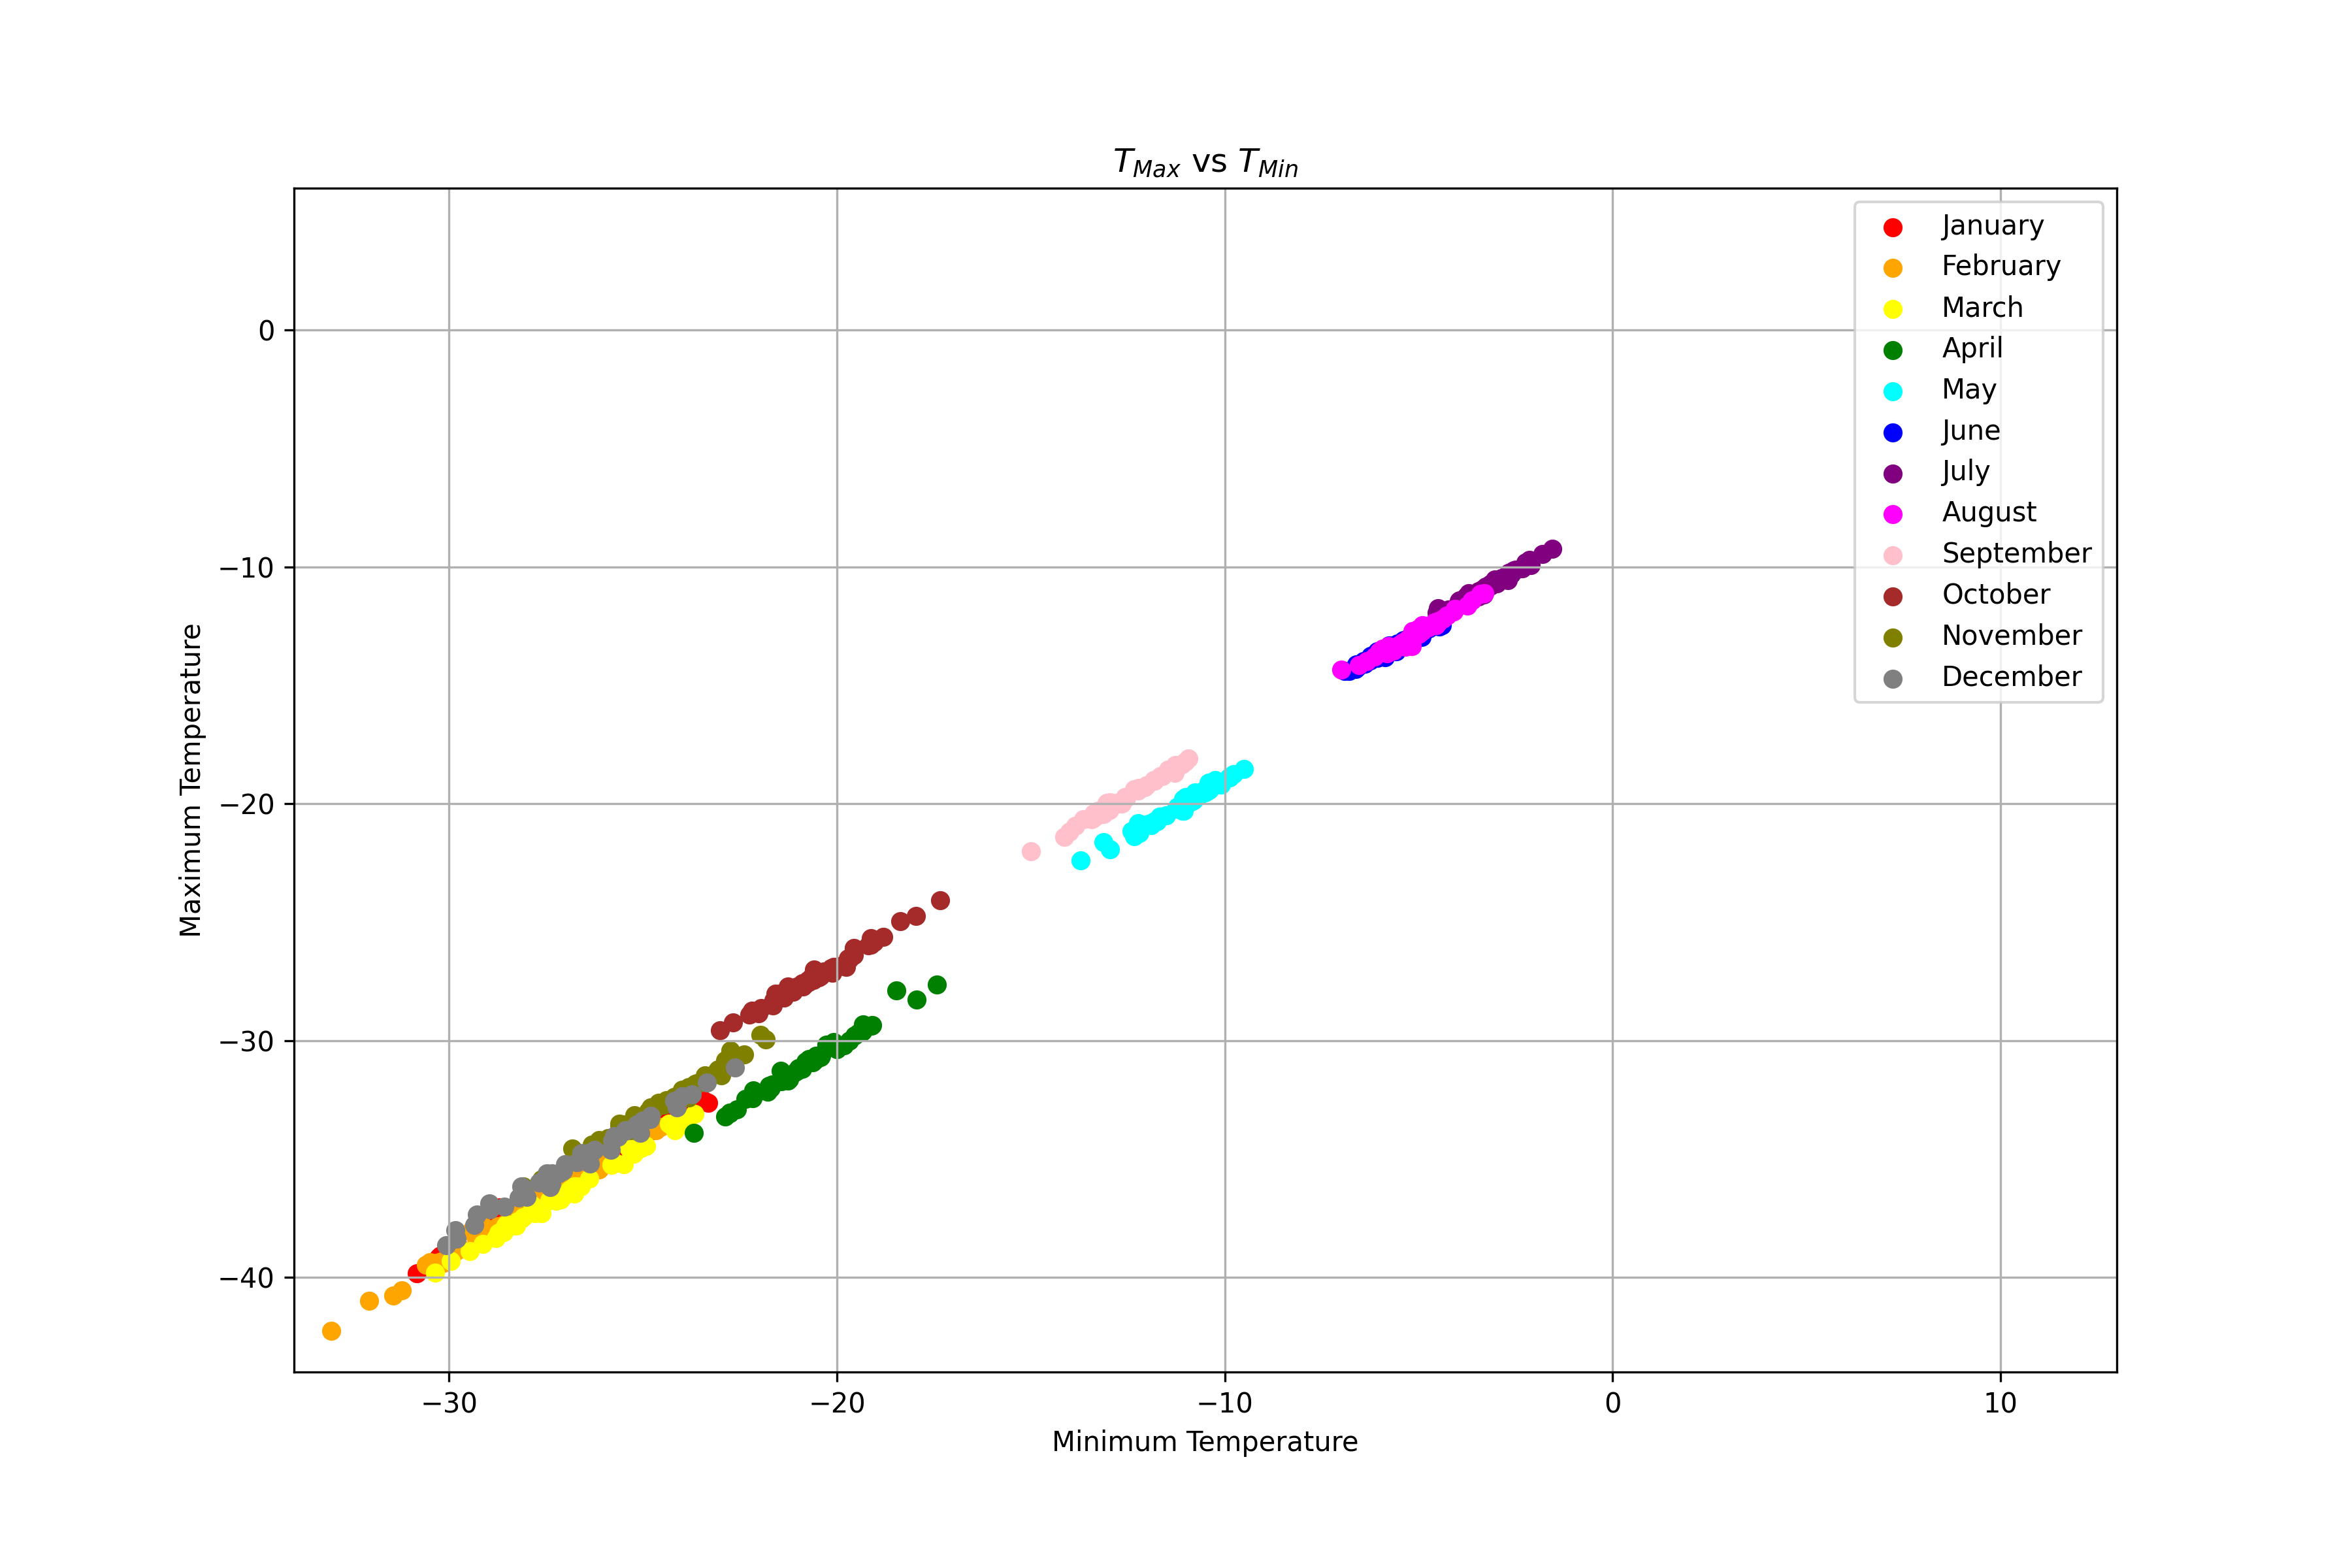 T_Max vs T_Min
January
February
March
April
May
June
July
August
September
October
November
December
0
−10
−20
−30
−40
Maximum Temperature
−30
−20
−10
0
10
Minimum Temperature